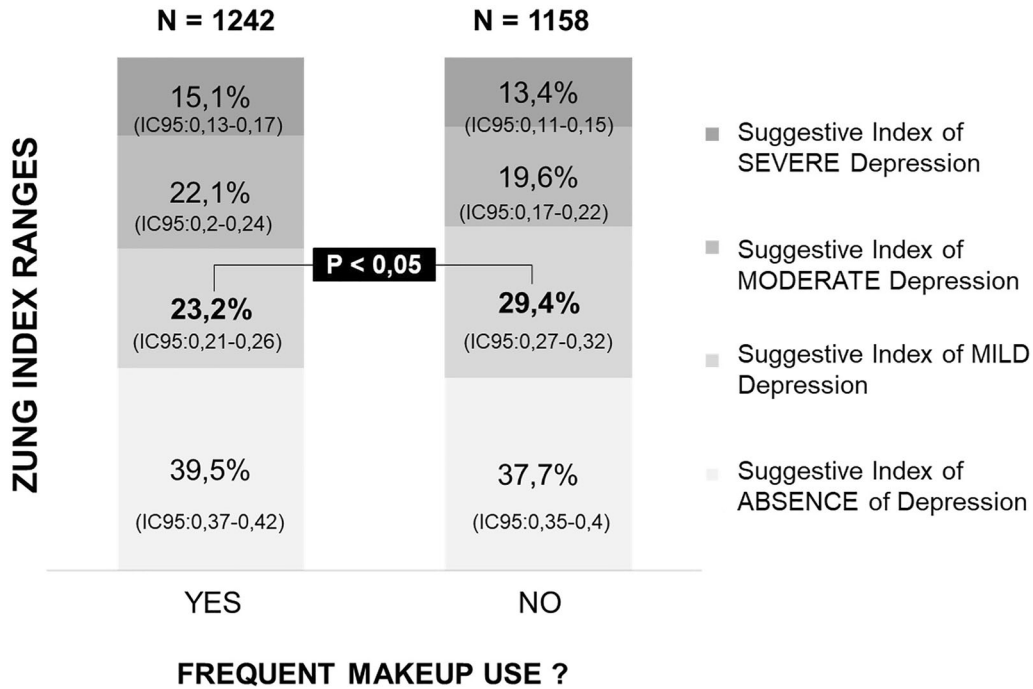 N = 1242
N = 1158
ZUNG INDEX RANGES
15,1%
(IC95:0,13-0,17)
22,1%
(IC95:0,2-0,24)
23,2%
(IC95:0,21-0,26)
39,5%
(IC95:0,37-0,42)
P < 0,05
13,4%
(IC95:0,11-0,15)
19,6%
(IC95:0,17-0,22)
29,4%
(IC95:0,27-0,32)
37,7%
(IC95:0,35-0,4)
Suggestive Index of
SEVERE Depression
Suggestive Index of
MODERATE Depression
Suggestive Index of MILD
Depression
Suggestive Index of
ABSENCE of Depression
YES
NO
FREQUENT MAKEUP USE ?